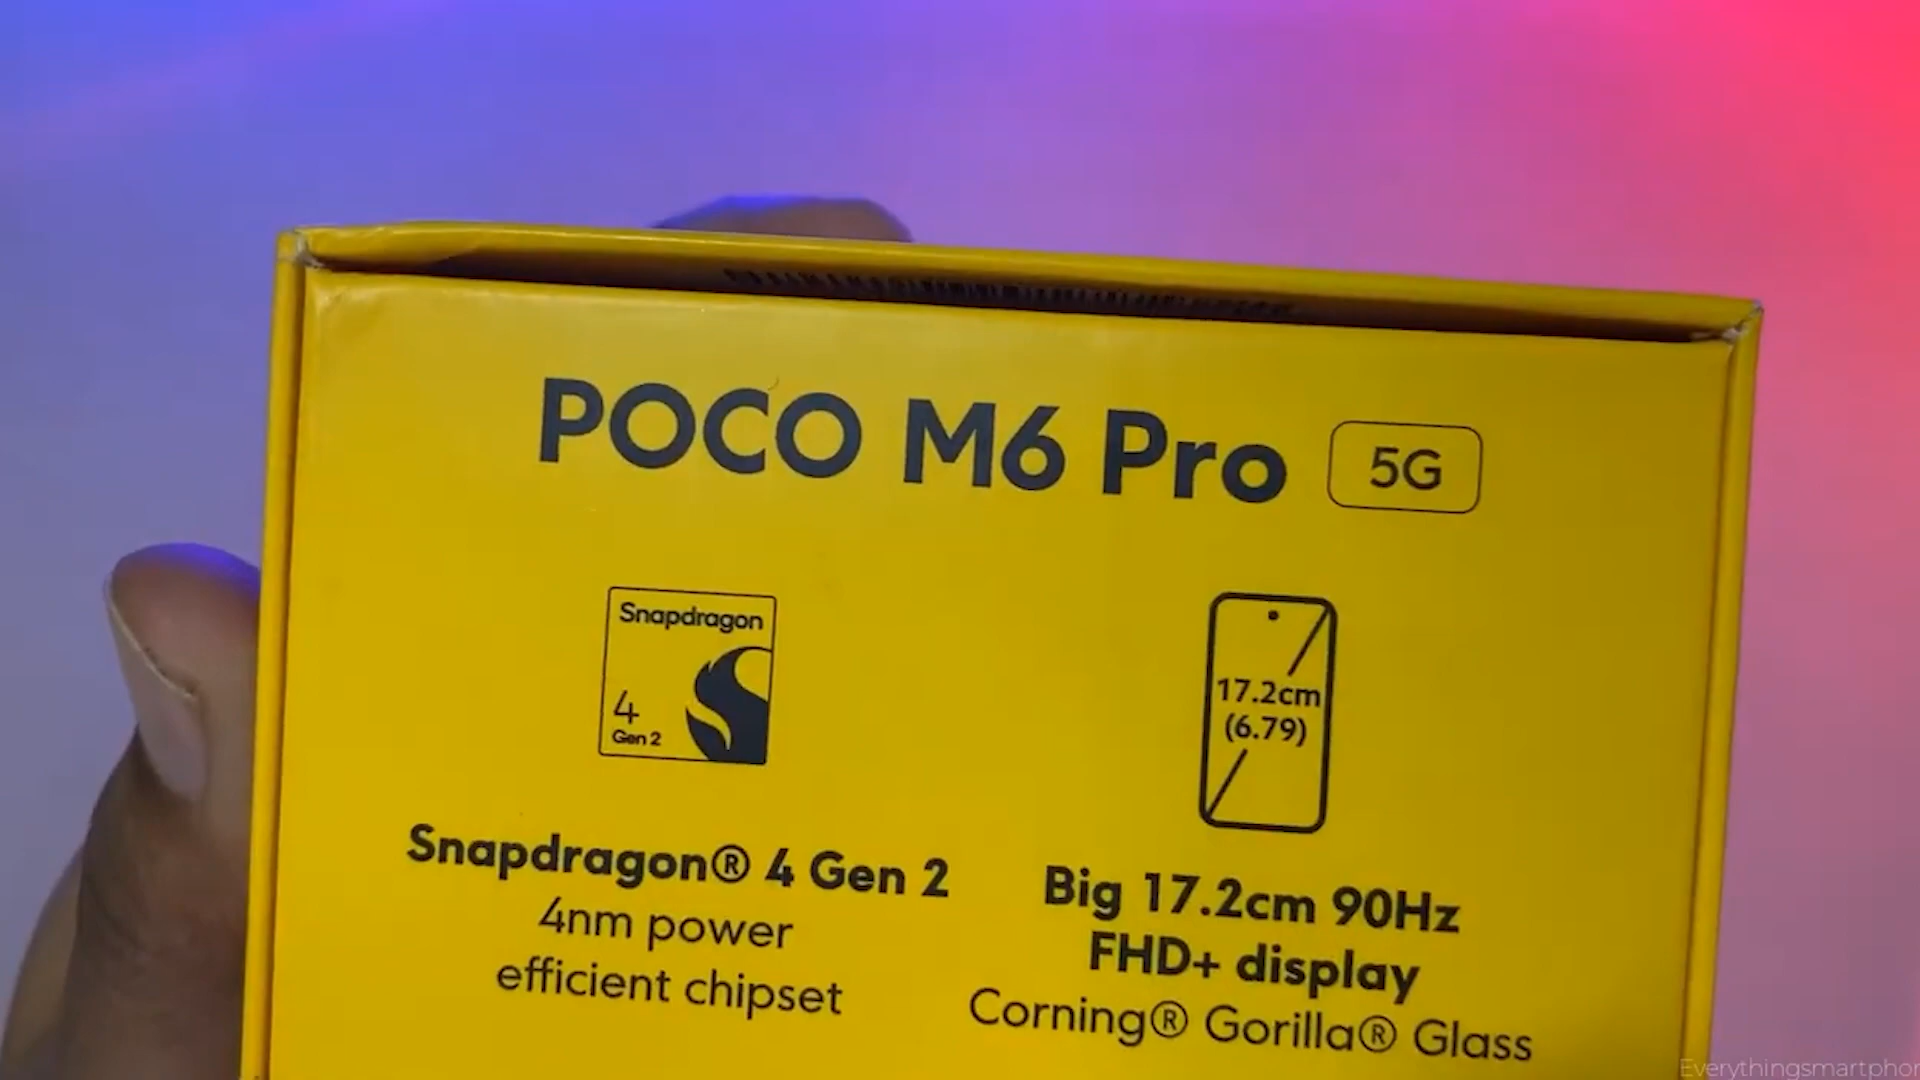 POCO M6 Pro 5G
Snapdragon
4
Gen 2
17.2cm
(6.79)
Snapdragon® 4 Gen 2
4nm power
efficient chipset
Big 17.2cm 90Hz
FHD+ display
Corning® Gorilla® Glass
Everythingsmartphon